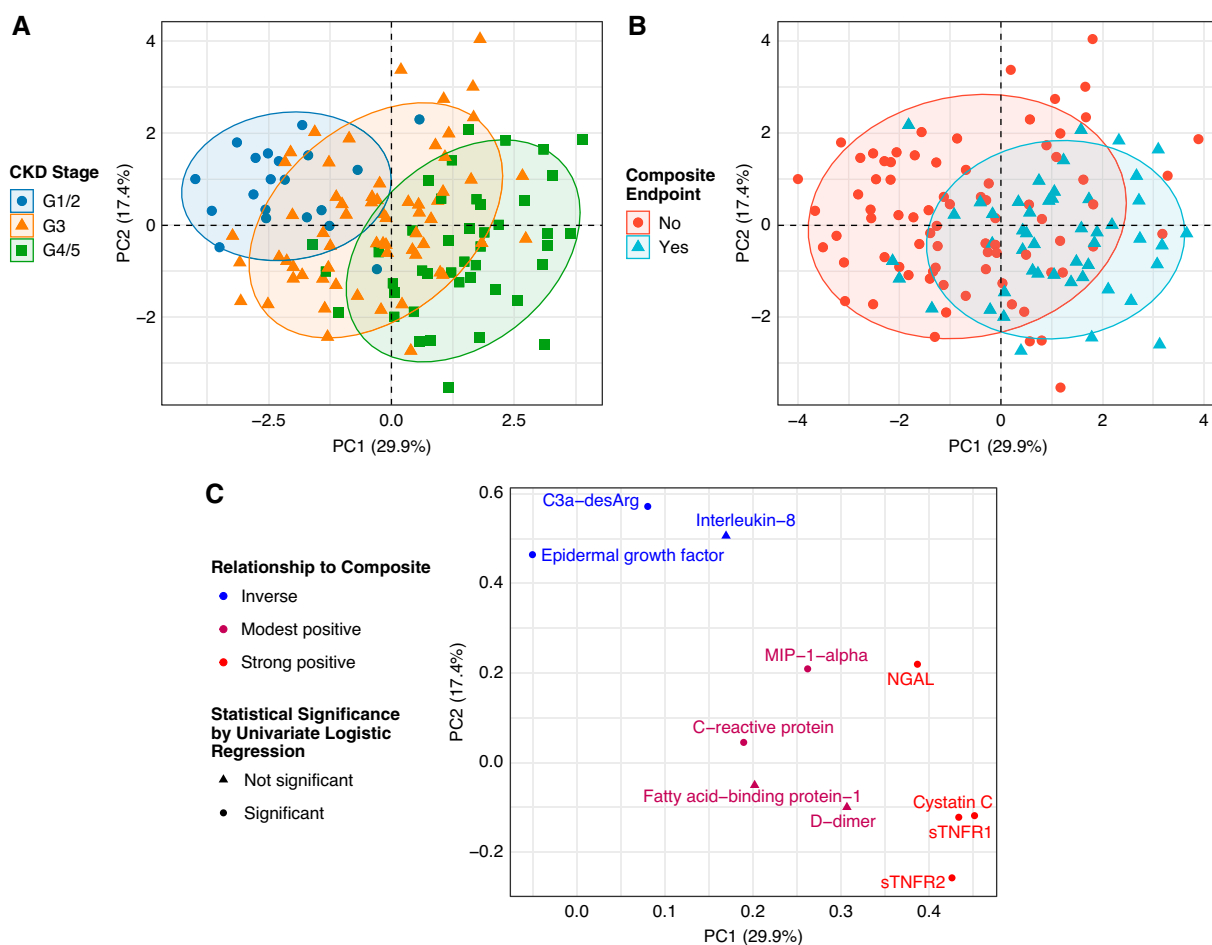 A
CKD Stage
G1/2
G3
G4/5
PC2 (17.4%)
4
2
0
−2
−2.5
0.0
2.5
PC1 (29.9%)
B
Composite
Endpoint
No
Yes
PC2 (17.4%)
4
2
0
−2
−4
−2
0
2
4
PC1 (29.9%)
C
Relationship to Composite
Inverse
Modest positive
Strong positive
Statistical Significance
by Univariate Logistic
Regression
Not significant
Significant
PC2 (17.4%)
0.6
0.4
0.2
0.0
−0.2
C3a−desArg
Interleukin−8
Epidermal growth factor
MIP−1−alpha
NGAL
C−reactive protein
Fatty acid−binding protein−1
D−dimer
Cystatin C
sTNFR1
sTNFR2
0.0
0.1
0.2
0.3
0.4
PC1 (29.9%)